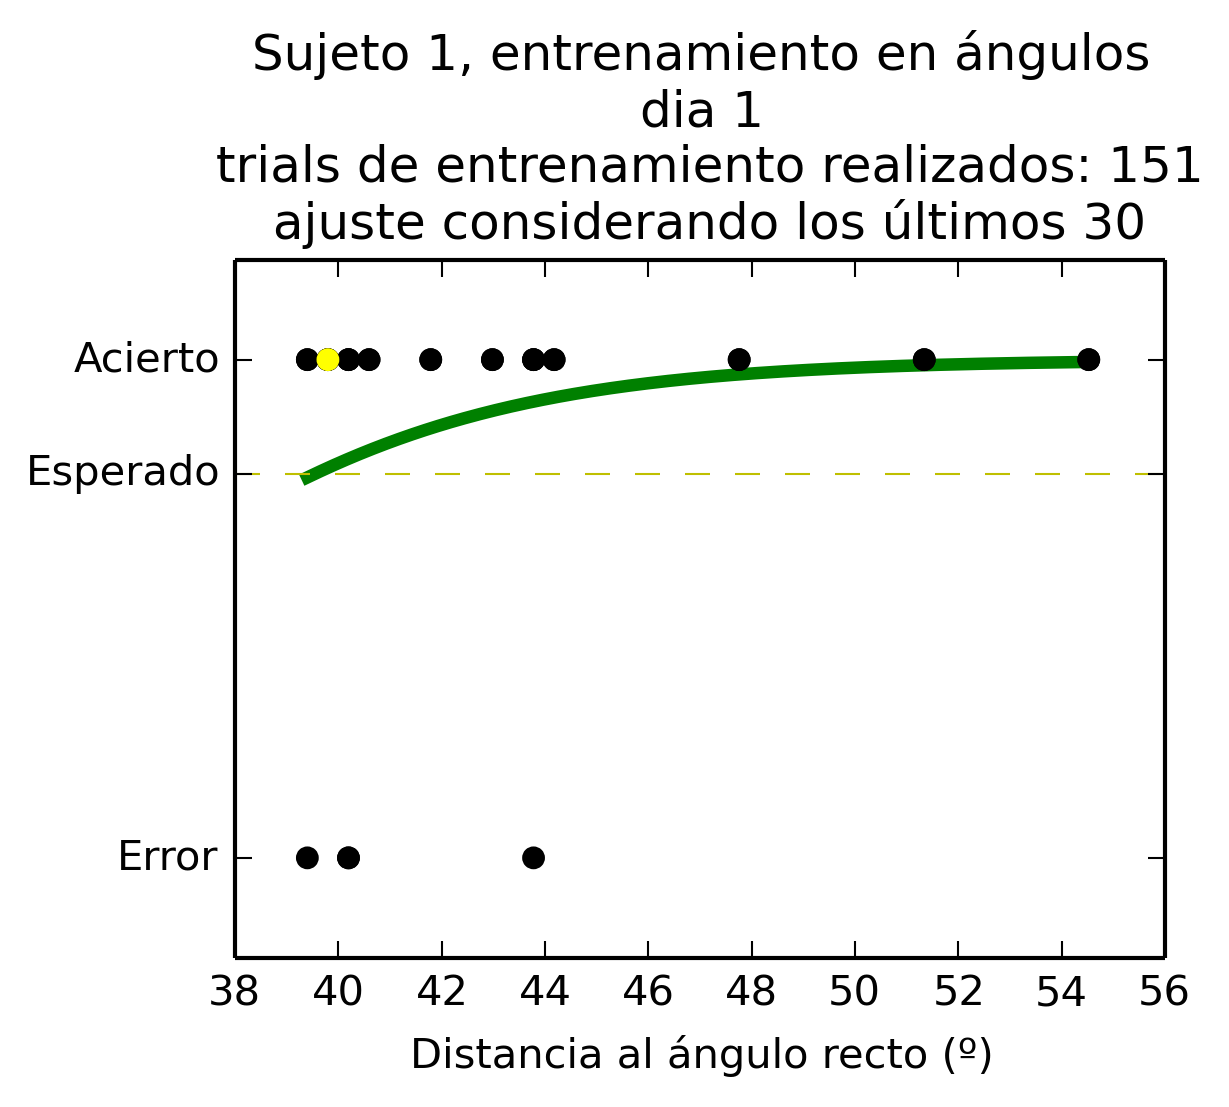 Sujeto 1, entrenamiento en ángulos
dia 1
trials de entrenamiento realizados: 151
ajuste considerando los últimos 30
Acierto
Esperado
Error
38 40 42 44 46 48 50 52 54 56
Distancia al ángulo recto (º)